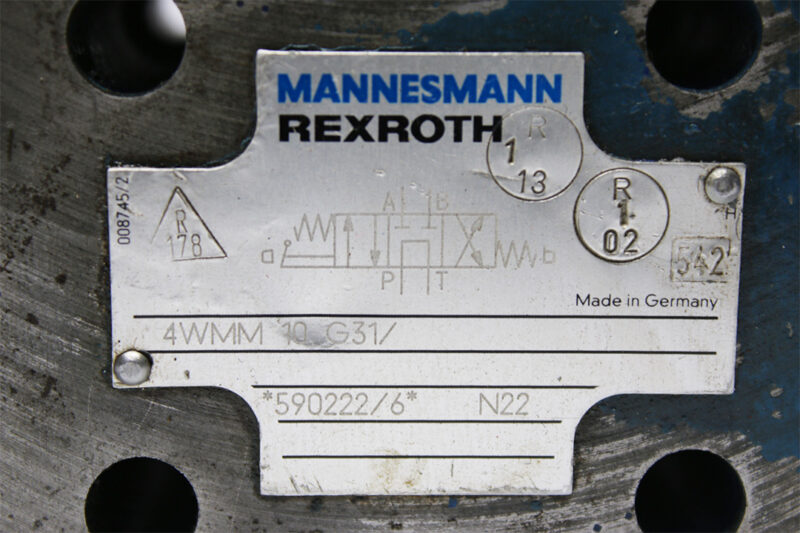 MANNESMANN
REXROTH
R
1
13
R
1
02
008745/2
R
178
A B
a
b
P T
H
542
Made in Germany
4WMM 10 G31/
*590222/6* N22